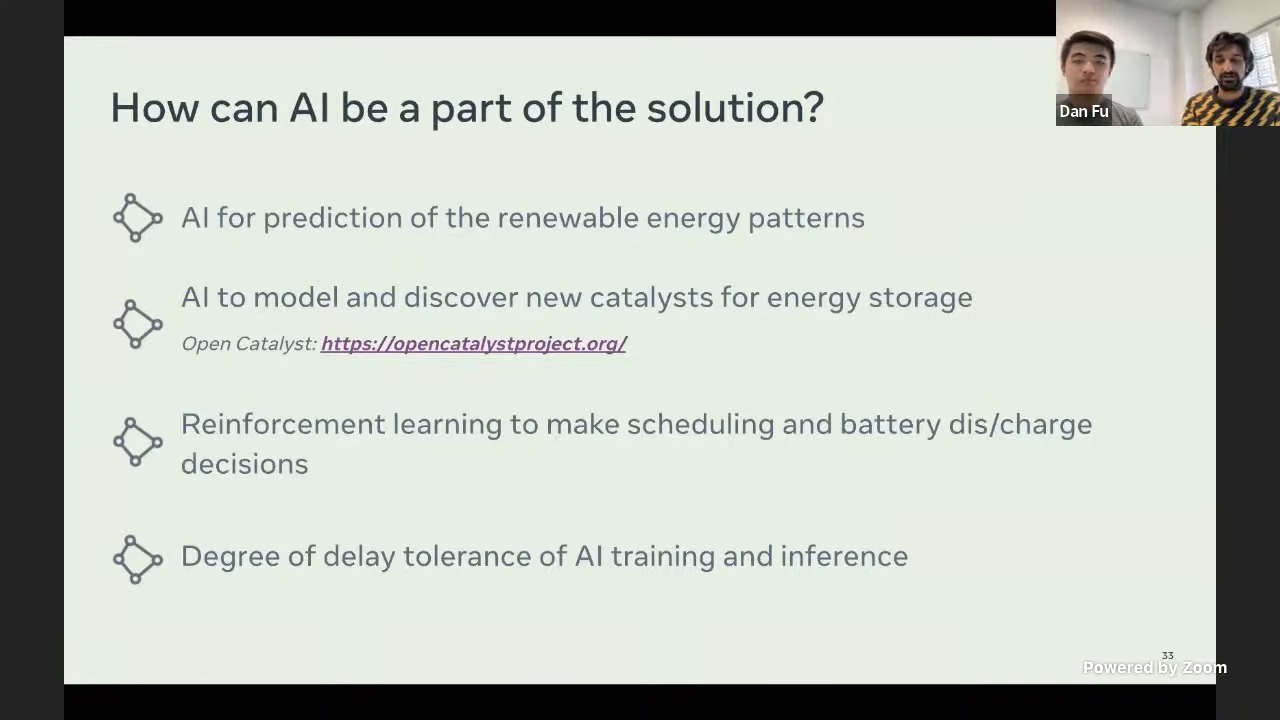 How can AI be a part of the solution?
Dan Fu
AI for prediction of the renewable energy patterns
AI to model and discover new catalysts for energy storage
Open Catalyst: https://opencatalystproject.org/
Reinforcement learning to make scheduling and battery dis/charge
decisions
Degree of delay tolerance of AI training and inference
33
Powered by Zoom